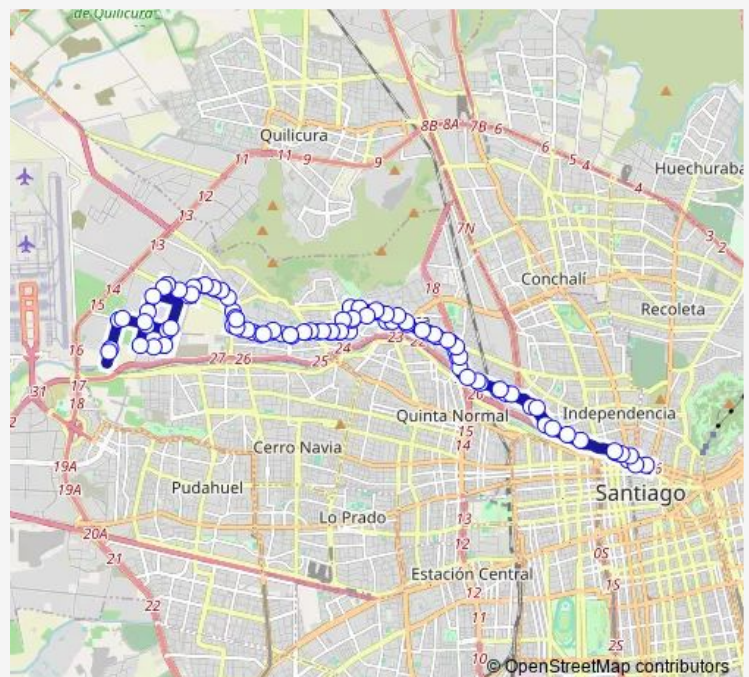 de Quilicura
Quilicura
8B 8A 7B 6
6
5 4
4
11 11 9
9
Huechuraba
12
13
13
7N
3 2
Conchalí
14
15
18
Recoleta
16
24
23
27 26
25
31
17
18
20
Quinta Normal
Independencia
15
14
Cerro Navia
19A
Pudahuel
Santiago
19A
Lo Prado
13
20A
12
0S
21
Estación Central
1S
22
12
11
2S
10
© OpenStreetMap contributors